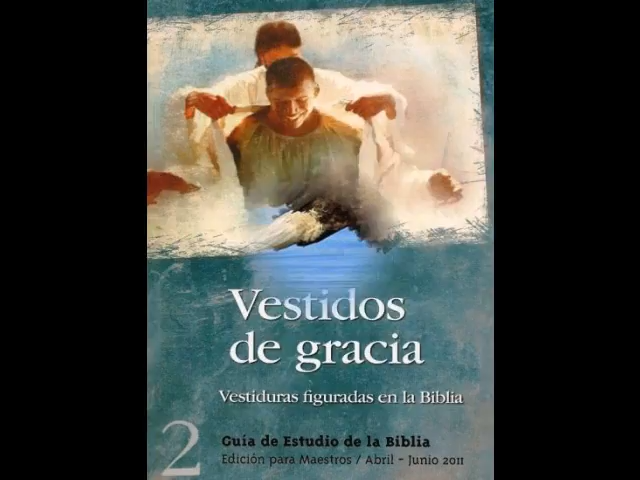 Vestidos
de gracia
Vestiduras figuradas en la Biblia
2
Guía de Estudio de la Biblia
Edición para Maestros / Abril - Junio 2011